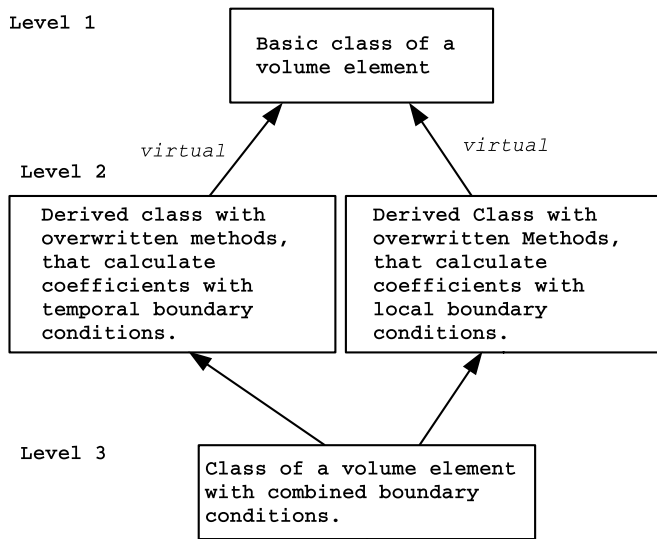 Level 1
Basic class of a
volume element
virtual
virtual
Level 2
Derived class with
overwritten methods,
that calculate
coefficients with
temporal boundary
conditions.
Derived Class with
overwritten Methods,
that calculate
coefficients with
local boundary
conditions.
Level 3
Class of a volume element
with combined boundary
conditions.